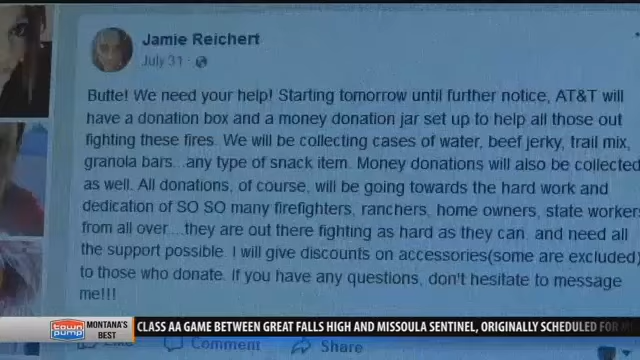 Jamie Reichert
July 31
Butte! We need your help! Starting tomorrow until further notice, AT&T will
have a donation box and a money donation jar set up to help all those out
fighting these fires. We will be collecting cases of water, beef jerky, trail mix,
granola bars...any type of snack item. Money donations will also be collected
as well. All donations, of course, will be going towards the hard work and
dedication of SO SO many firefighters, ranchers, home owners, state workers
from all over....they are out there fighting as hard as they can and need all
the support possible. I will give discounts on accessories(some are excluded)
to those who donate. If you have any questions, don't hesitate to message
me!!!
town pump MONTANA'S BEST CLASS AA GAME BETWEEN GREAT FALLS HIGH AND MISSOULA SENTINEL, ORIGINALLY SCHEDULED FOR
Like Comment Share